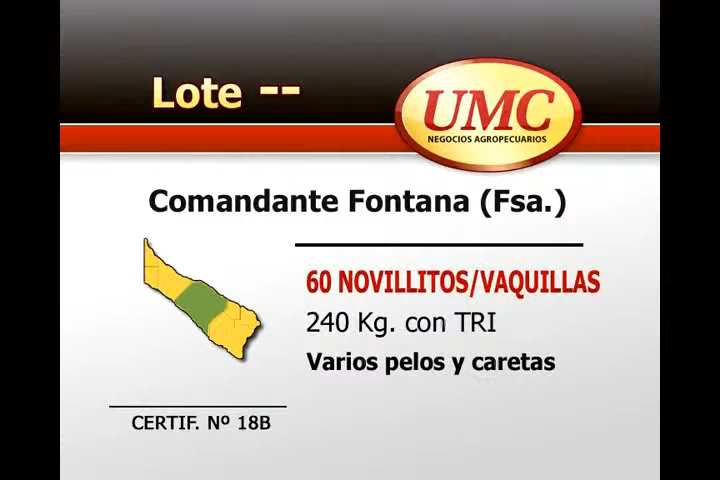 Lote --
UMC
NEGOCIOS AGROPECUARIOS
Comandante Fontana (Fsa.)
60 NOVILLITOS/VAQUILLAS
240 Kg. con TRI
Varios pelos y caretas
CERTIF. Nº 18B